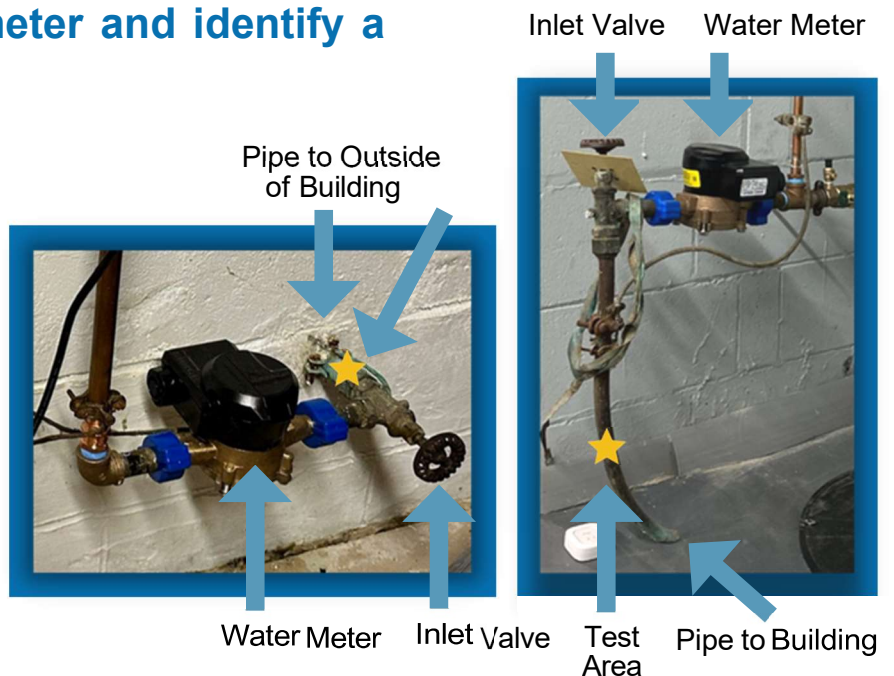 neter and identify a
Inlet Valve
Water Meter
Pipe to Outside
of Building
Water Meter
Inlet Valve
Test
Area
Pipe to Building